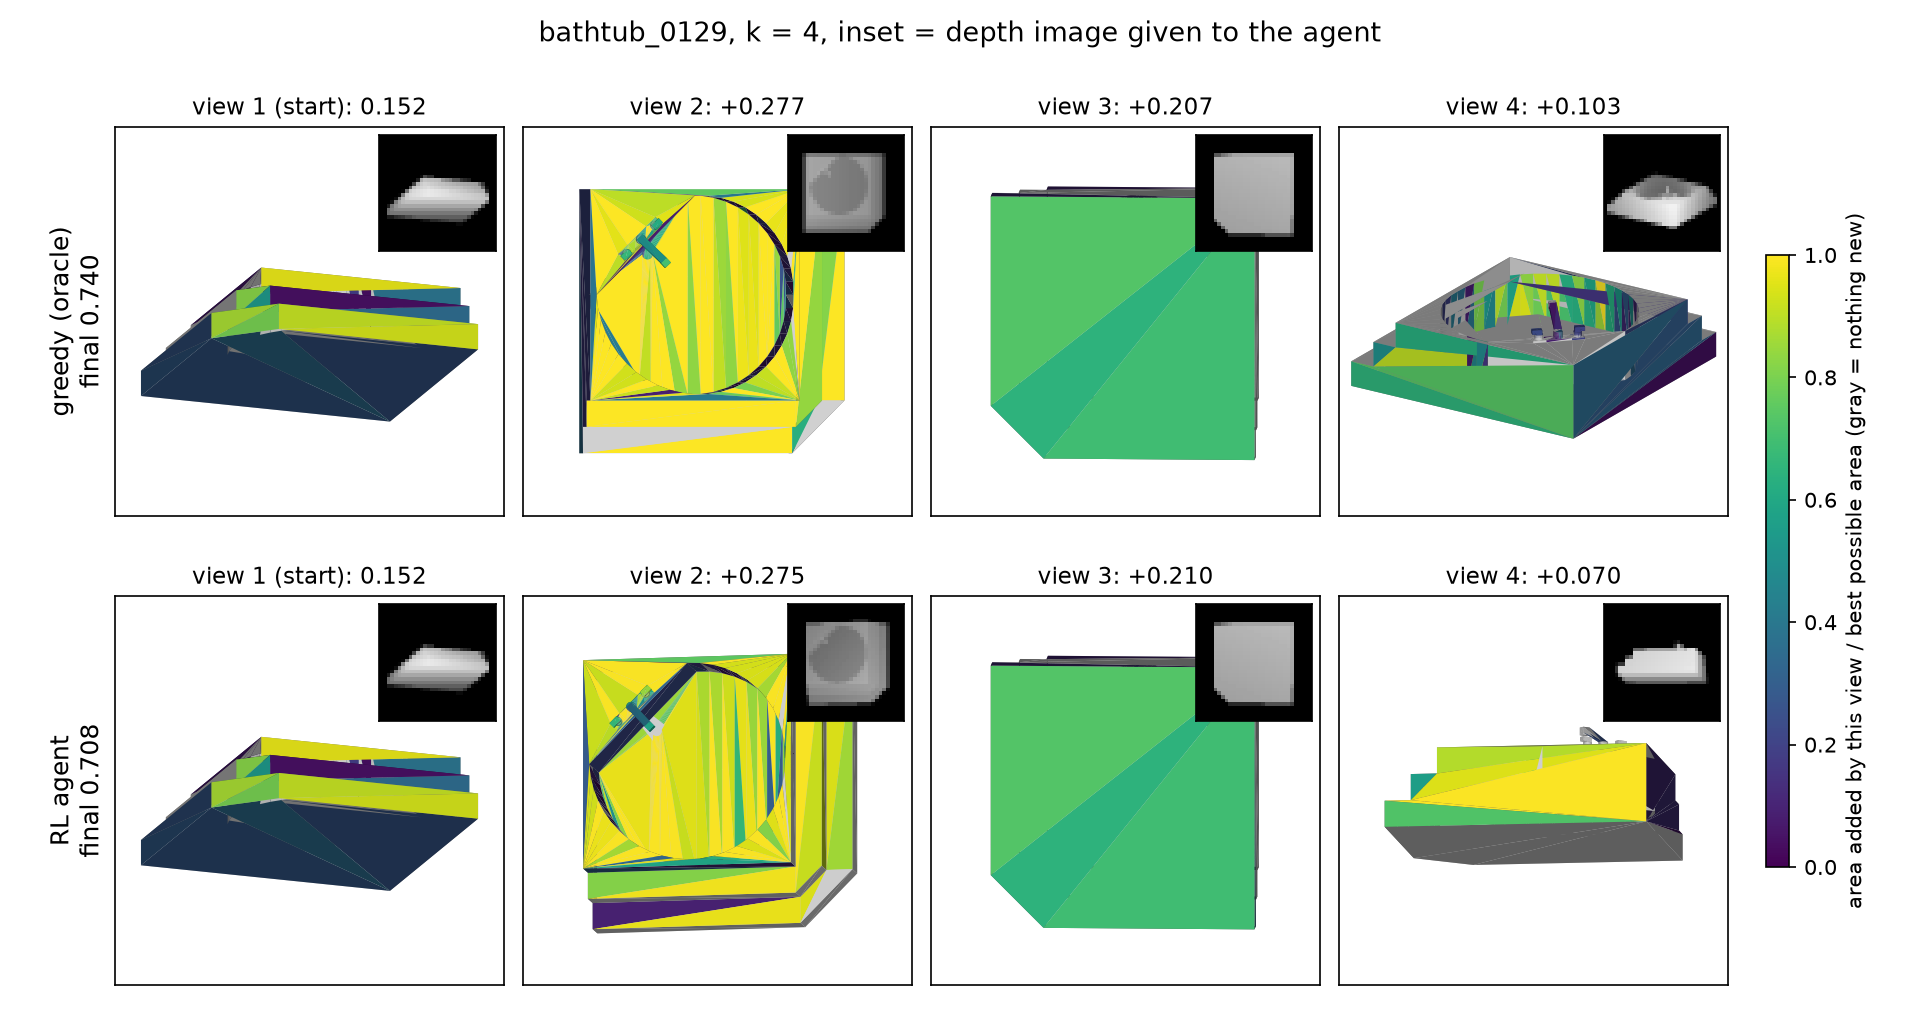 bathtub_0129, k = 4, inset = depth image given to the agent
view 1 (start): 0.152
view 2: +0.277
view 3: +0.207
view 4: +0.103
greedy (oracle)
final 0.740
view 1 (start): 0.152
view 2: +0.275
view 3: +0.210
view 4: +0.070
RL agent
final 0.708
1.0
0.8
0.6
0.4
0.2
0.0
area added by this view / best possible area (gray = nothing new)